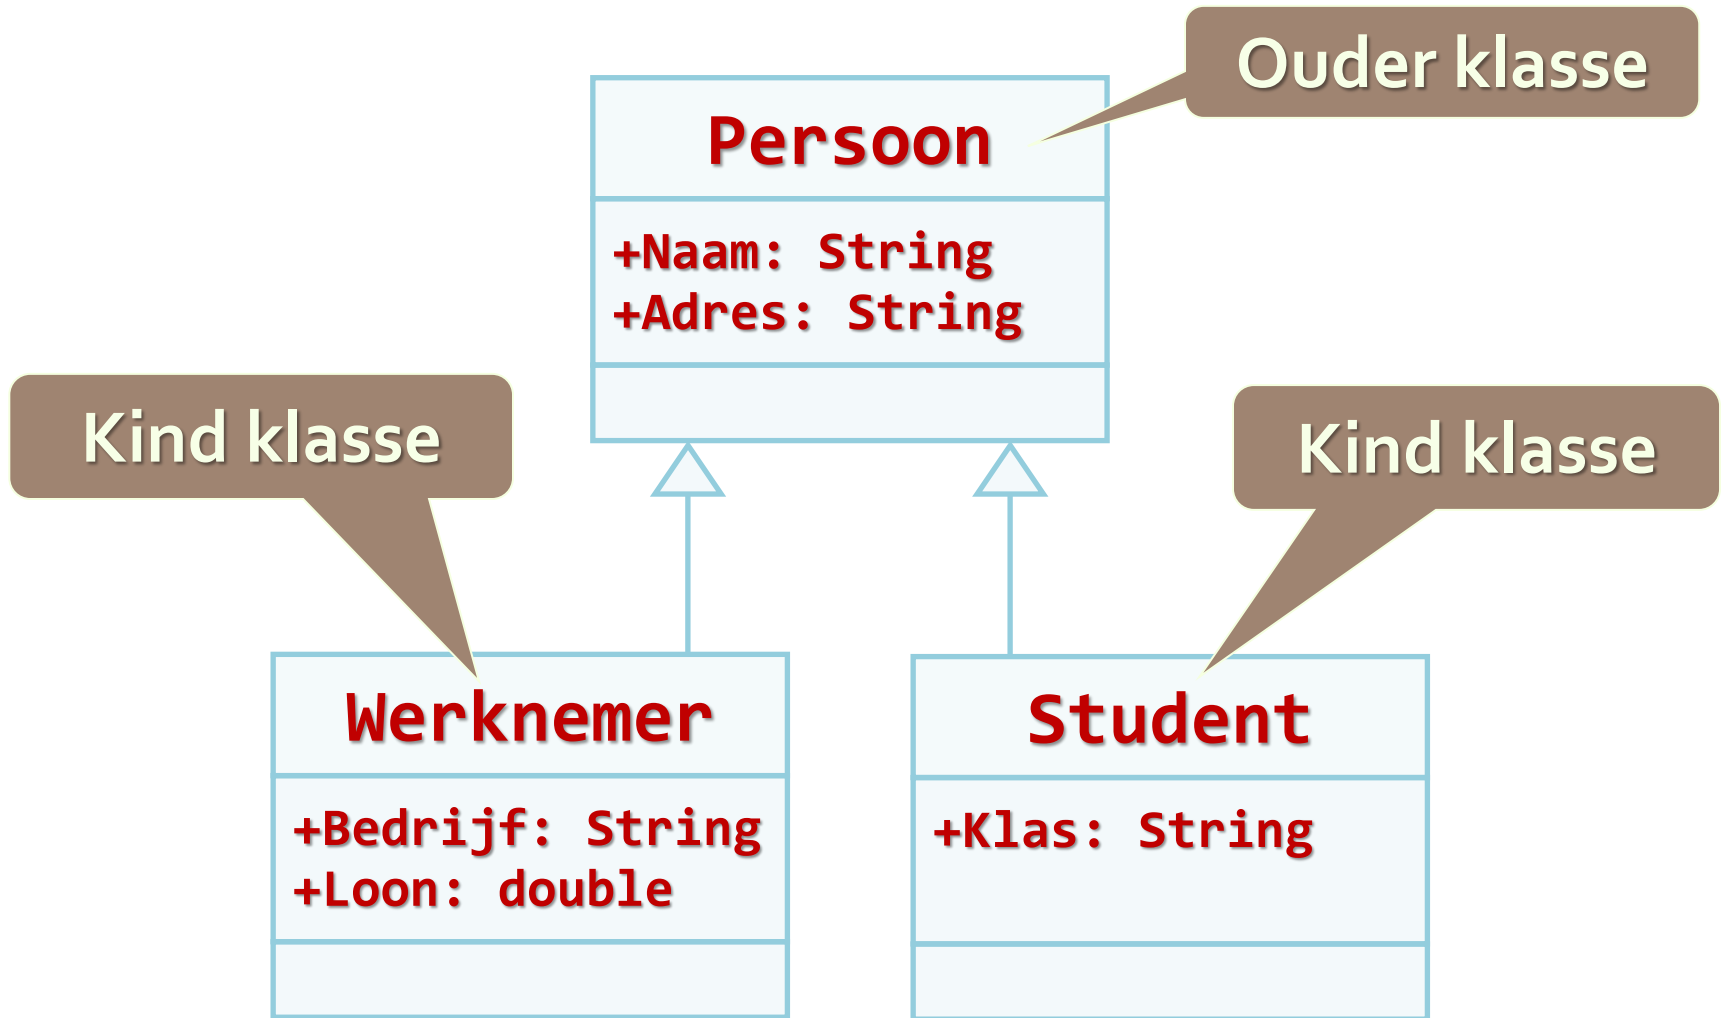 Ouder klasse
Persoon
+Naam: String
+Adres: String
Kind klasse
Kind klasse
Werknemer
+Bedrijf: String
+Loon: double
Student
+Klas: String